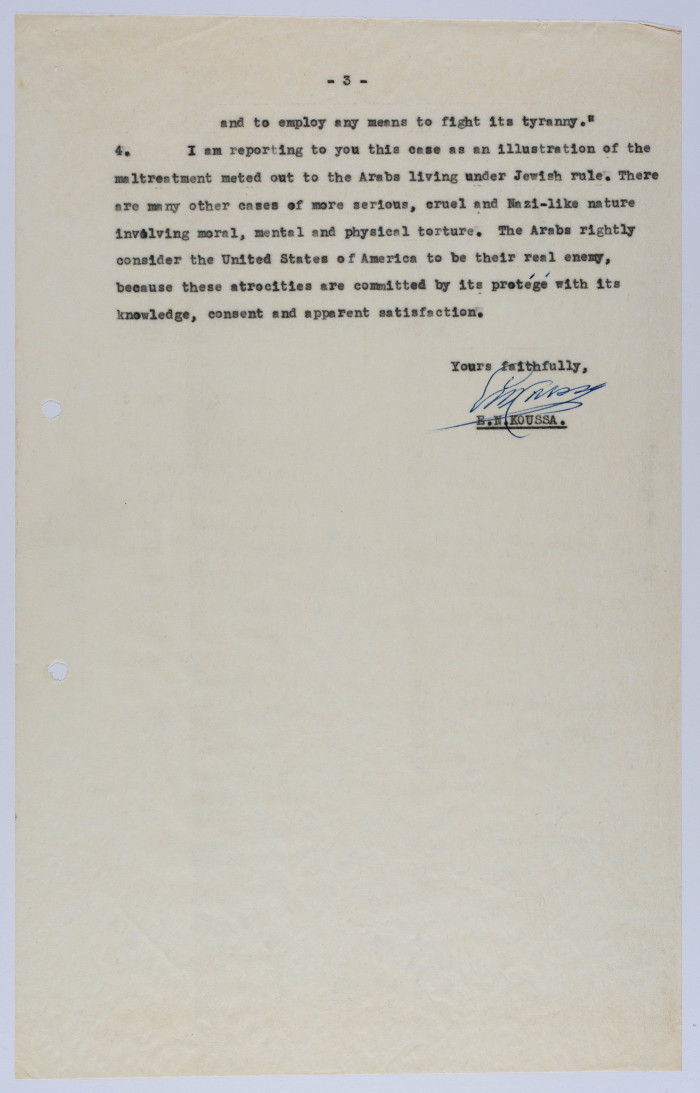 - 3 -
and to employ any means to fight its tyranny."
4. I am reporting to you this case as an illustration of the
maltreatment meted out to the Arabs living under Jewish rule. There
are many other cases of more serious, cruel and Nazi-like nature
involving moral, mental and physical torture. The Arabs rightly
consider the United States of America to be their real enemy,
because these atrocities are committed by its protégé with its
knowledge, consent and apparent satisfaction.
Yours faithfully,
E.N.KOUSSA.